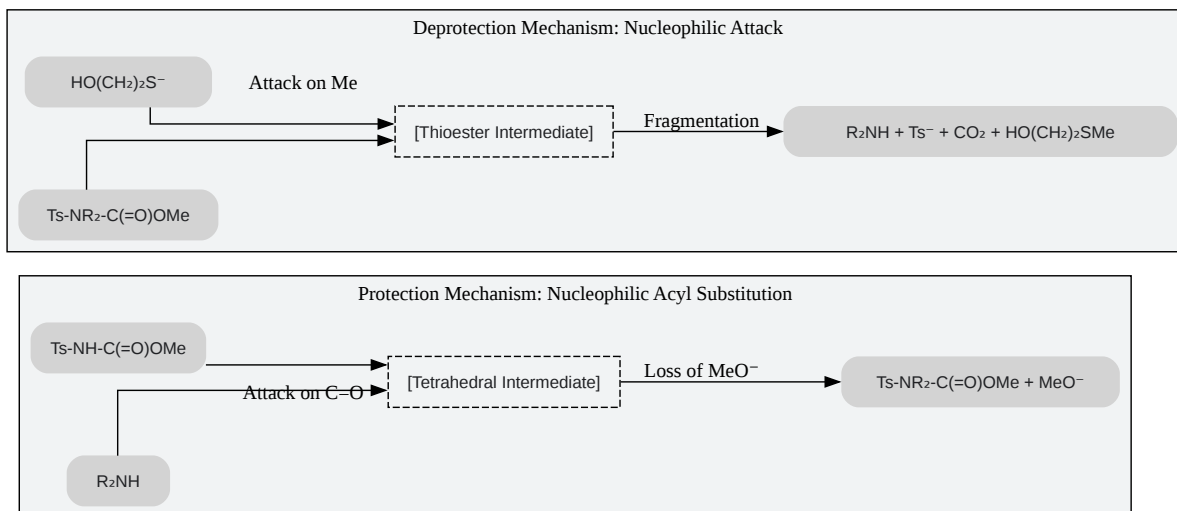 Deprotection Mechanism: Nucleophilic Attack
HO(CH₂)₂S⁻
Attack on Me
[Thioester Intermediate]
Fragmentation
R₂NH + Ts⁻ + CO₂ + HO(CH₂)₂SMe
Ts-NR₂-C(=O)OMe
Protection Mechanism: Nucleophilic Acyl Substitution
Ts-NH-C(=O)OMe
Attack on C=O
[Tetrahedral Intermediate]
Loss of MeO⁻
Ts-NR₂-C(=O)OMe + MeO⁻
R₂NH